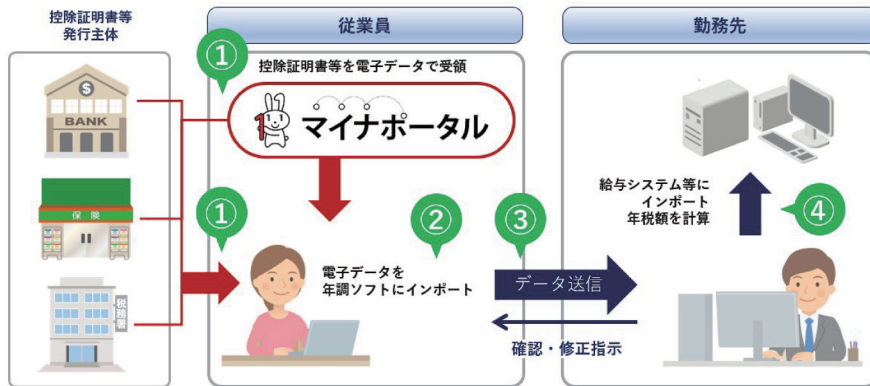 控除証明書等
発行主体
従業員
勤務先
①
控除証明書等を電子データで受領
$
BANK
1
マイナポータル
保険
①
税務署
②
電子データを
年調ソフトにインポート
③
データ送信
確認・修正指示
給与システム等に
インポート
年税額を計算
④